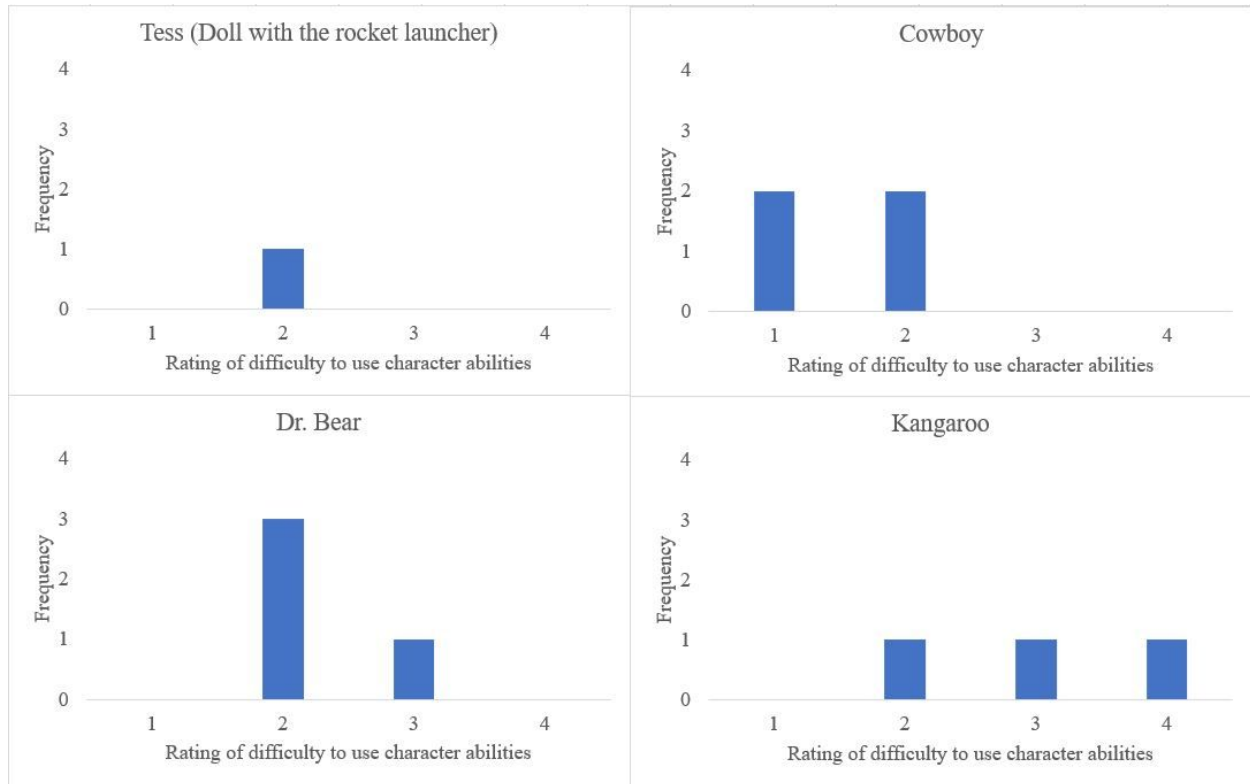 Tess (Doll with the rocket launcher)
4
3
2
1
0
Frequency
1 2 3 4
Rating of difficulty to use character abilities
Cowboy
4
3
2
1
0
Frequency
1 2 3 4
Rating of difficulty to use character abilities
Dr. Bear
4
3
2
1
0
Frequency
1 2 3 4
Rating of difficulty to use character abilities
Kangaroo
4
3
2
1
0
Frequency
1 2 3 4
Rating of difficulty to use character abilities